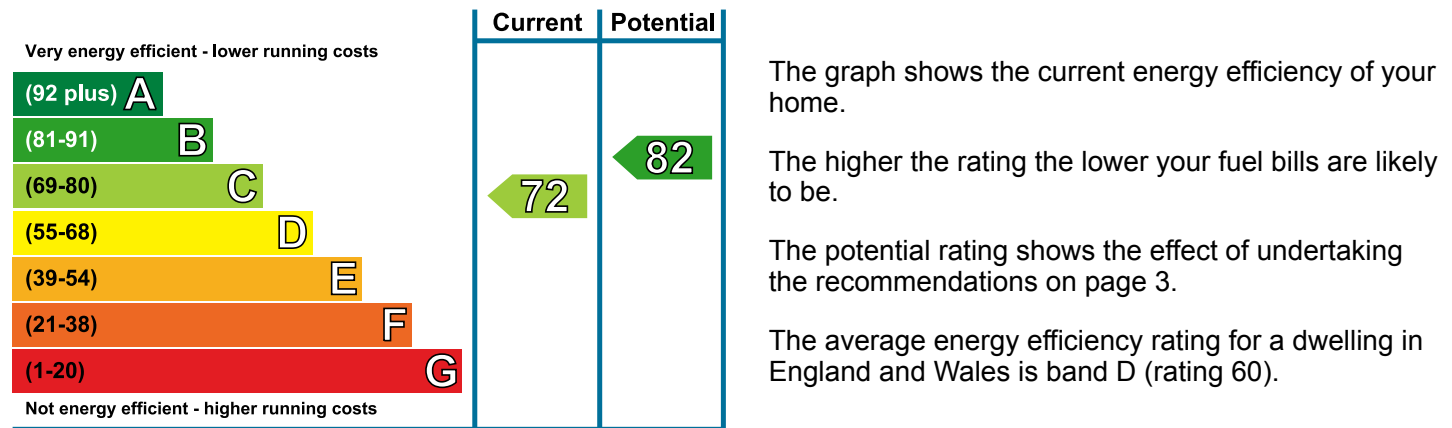 Current Potential
Very energy efficient - lower running costs
(92 plus) A
(81-91) B
(69-80) C
(55-68) D
(39-54) E
(21-38) F
(1-20) G
Not energy efficient - higher running costs
72
82
The graph shows the current energy efficiency of your
home.
The higher the rating the lower your fuel bills are likely
to be.
The potential rating shows the effect of undertaking
the recommendations on page 3.
The average energy efficiency rating for a dwelling in
England and Wales is band D (rating 60).